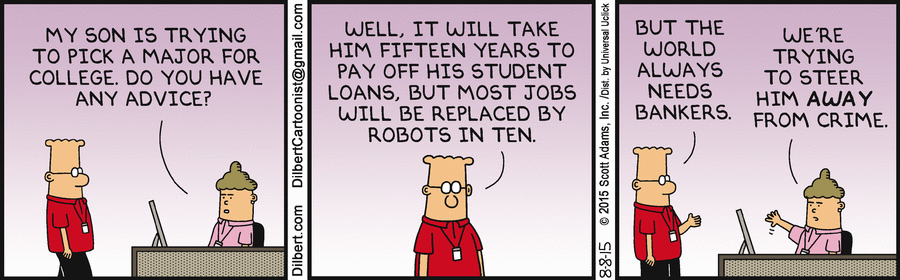 MY SON IS TRYING
TO PICK A MAJOR FOR
COLLEGE. DO YOU HAVE
ANY ADVICE?
Dilbert.com DilbertCartoonist@gmail.com
WELL, IT WILL TAKE
HIM FIFTEEN YEARS TO
PAY OFF HIS STUDENT
LOANS, BUT MOST JOBS
WILL BE REPLACED BY
ROBOTS IN TEN.
8-8-15 © 2015 Scott Adams, Inc. /Dist. by Universal Uclick
BUT THE
WORLD
ALWAYS
NEEDS
BANKERS.
WE'RE
TRYING
TO STEER
HIM AWAY
FROM CRIME.